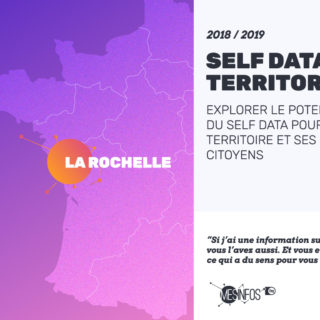 2018 / 2019
SELF DATA
TERRITOR
EXPLORER LE POTE
DU SELF DATA POUR
TERRITOIRE ET SES
CITOYENS
LA ROCHELLE
"Si j'ai une information su
vous l'avez aussi. Et vous e
ce qui a du sens pour vous
MESINFOS